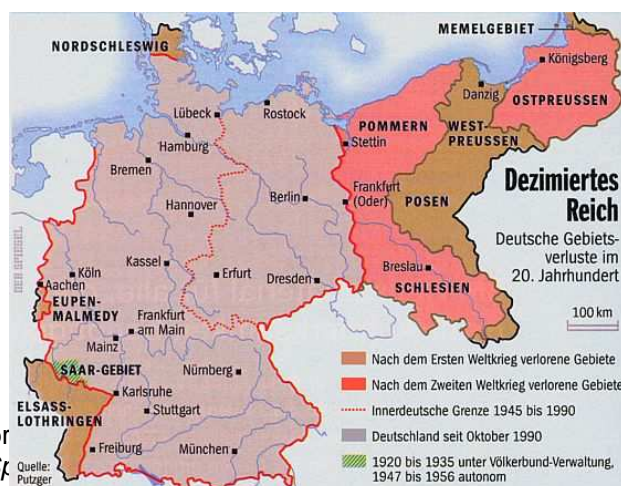 MEMELGEBIET
NORDSCHLESWIG
Königsberg
Danzig
OSTPREUSSEN
Lübeck
Rostock
POMMERN
WEST-
PREUSSEN
Hamburg
Stettin
Bremen
Dezimiertes
Reich
Deutsche Gebiets-
verluste im
20. Jahrhundert
Berlin
Frankfurt
(Oder)
POSEN
Hannover
DER SPIEGEL
Kassel
Erfurt
Dresden
Breslau
SCHLESIEN
Köln
Aachen
EUPEN-
MALMEDY
Frankfurt
am Main
100 km
Mainz
SAAR-GEBIET
Nürnberg
Karlsruhe
ELSASS-
LOTHRINGEN
Stuttgart
Freiburg
München
Nach dem Ersten Weltkrieg verlorene Gebiete
Nach dem Zweiten Weltkrieg verlorene Gebiete
Innerdeutsche Grenze 1945 bis 1990
Deutschland seit Oktober 1990
1920 bis 1935 unter Völkerbund-Verwaltung,
1947 bis 1956 autonom
Quelle:
Putzger